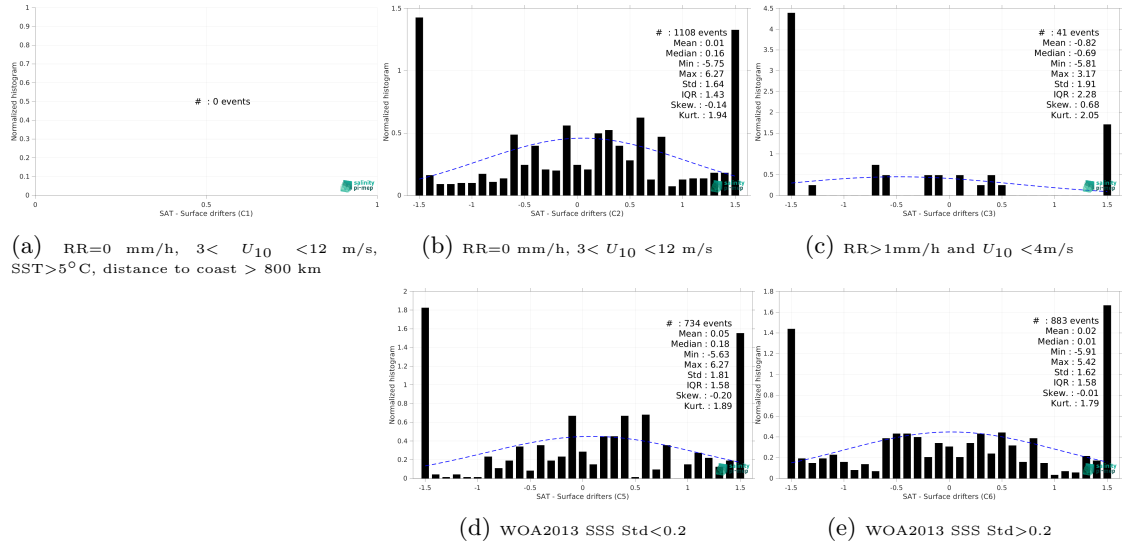 1
0.9
0.8
0.7
0.6
0.5
0.4
0.3
0.2
0.1
0
Normalized histogram
# : 0 events
salinity
pi-mep
0 0.5 1
SAT - Surface drifters (C1)
(a) RR=0 mm/h, 3< U10 <12 m/s,
SST>5°C, distance to coast > 800 km
1.5
1
0.5
0
Normalized histogram
# : 1108 events
Mean : 0.01
Median : 0.16
Min : -5.75
Max : 6.27
Std : 1.64
IQR : 1.43
Skew. : -0.14
Kurt. : 1.94
salinity
pi-mep
-1.5 -1 -0.5 0 0.5 1 1.5
SAT - Surface drifters (C2)
(b) RR=0 mm/h, 3< U10 <12 m/s
4.5
4
3.5
3
2.5
2
1.5
1
0.5
0
Normalized histogram
# : 41 events
Mean : -0.82
Median : -0.69
Min : -5.81
Max : 3.17
Std : 1.91
IQR : 2.28
Skew. : 0.68
Kurt. : 2.05
salinity
pi-mep
-1.5 -1 -0.5 0 0.5 1 1.5
SAT - Surface drifters (C3)
(c) RR>1mm/h and U10 <4m/s
2
1.8
1.6
1.4
1.2
1
0.8
0.6
0.4
0.2
0
Normalized histogram
# : 734 events
Mean : 0.05
Median : 0.18
Min : -5.63
Max : 6.27
Std : 1.81
IQR : 1.58
Skew. : -0.20
Kurt. : 1.89
salinity
pi-mep
-1.5 -1 -0.5 0 0.5 1 1.5
SAT - Surface drifters (C5)
(d) WOA2013 SSS Std<0.2
1.8
1.6
1.4
1.2
1
0.8
0.6
0.4
0.2
0
Normalized histogram
# : 883 events
Mean : 0.02
Median : 0.01
Min : -5.91
Max : 5.42
Std : 1.62
IQR : 1.58
Skew. : -0.01
Kurt. : 1.79
salinity
pi-mep
-1.5 -1 -0.5 0 0.5 1 1.5
SAT - Surface drifters (C6)
(e) WOA2013 SSS Std>0.2